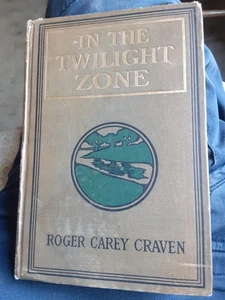 IN THE
TWILIGHT
ZONE
ROGER CAREY CRAVEN